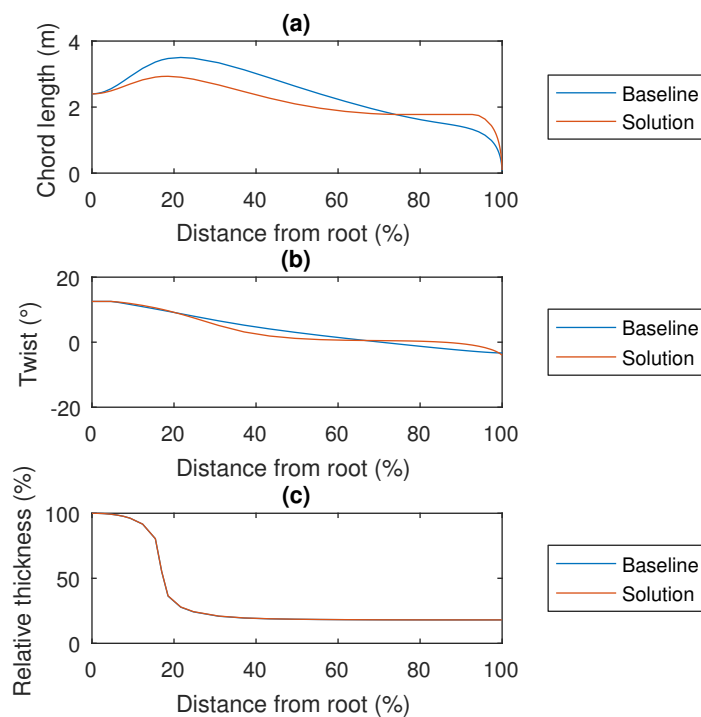 (a)
Chord length (m)
4
2
0
0 20 40 60 80 100
Distance from root (%)
Baseline
Solution
(b)
Twist (°)
20
0
-20
0 20 40 60 80 100
Distance from root (%)
Baseline
Solution
(c)
Relative thickness (%)
100
50
0
0 20 40 60 80 100
Distance from root (%)
Baseline
Solution